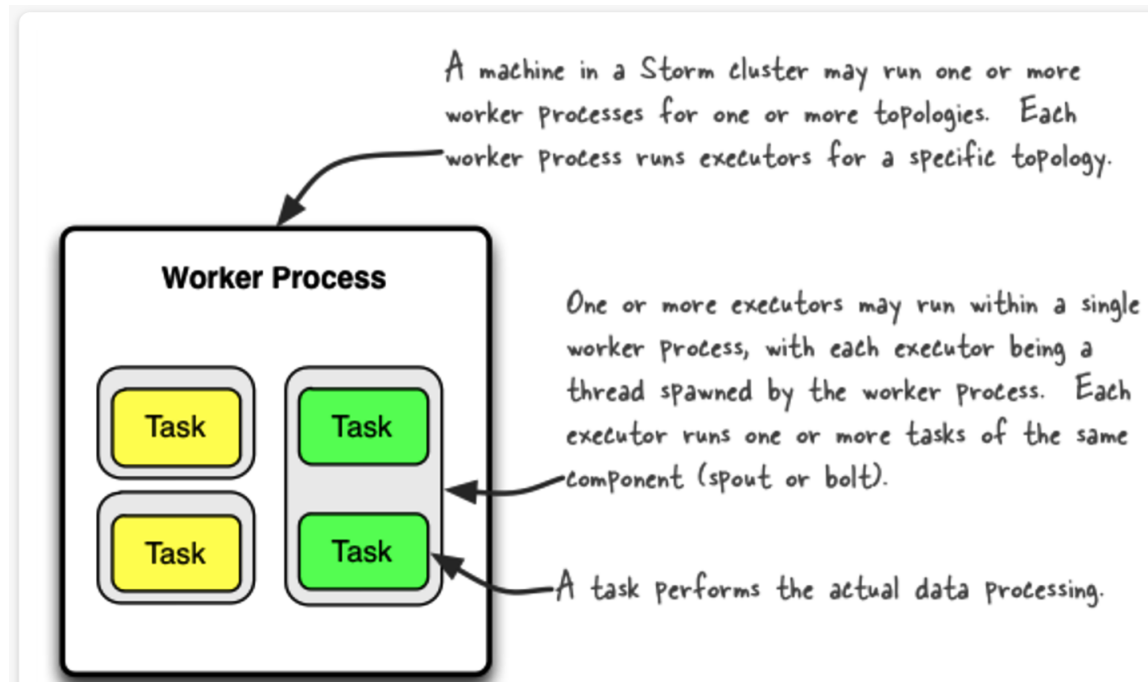 A machine in a Storm cluster may run one or more
worker processes for one or more topologies. Each
worker process runs executors for a specific topology.
Worker Process
One or more executors may run within a single
worker process, with each executor being a
thread spawned by the worker process. Each
executor runs one or more tasks of the same
component (spout or bolt).
Task
Task
Task
Task
A task performs the actual data processing.